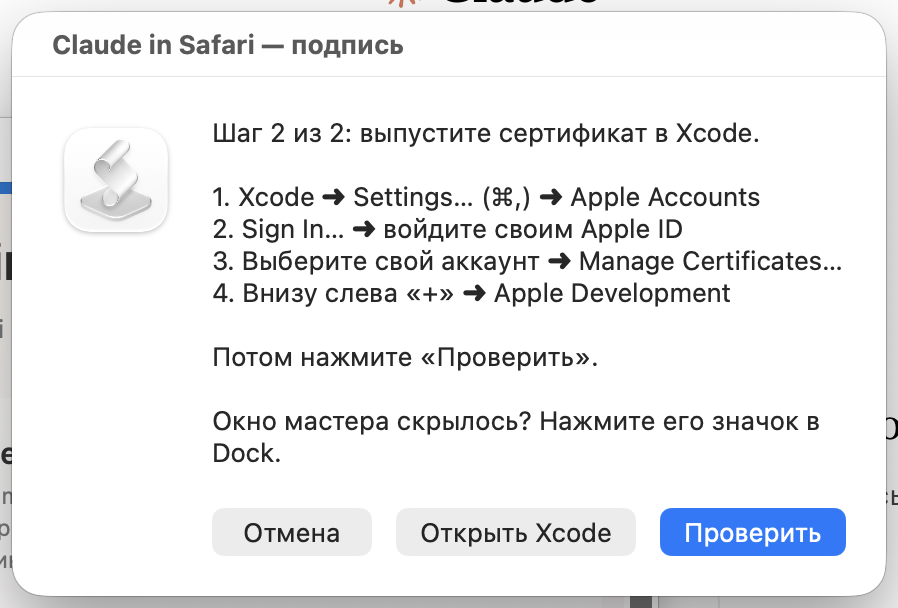 Claude in Safari — подпись
Шаг 2 из 2: выпустите сертификат в Xcode.
1. Xcode ➜ Settings... (⌘,) ➜ Apple Accounts
2. Sign In... ➜ войдите своим Apple ID
3. Выберите свой аккаунт ➜ Manage Certificates...
4. Внизу слева «+» ➜ Apple Development
Потом нажмите «Проверить».
Окно мастера скрылось? Нажмите его значок в
Dock.
Отмена
Открыть Xcode
Проверить